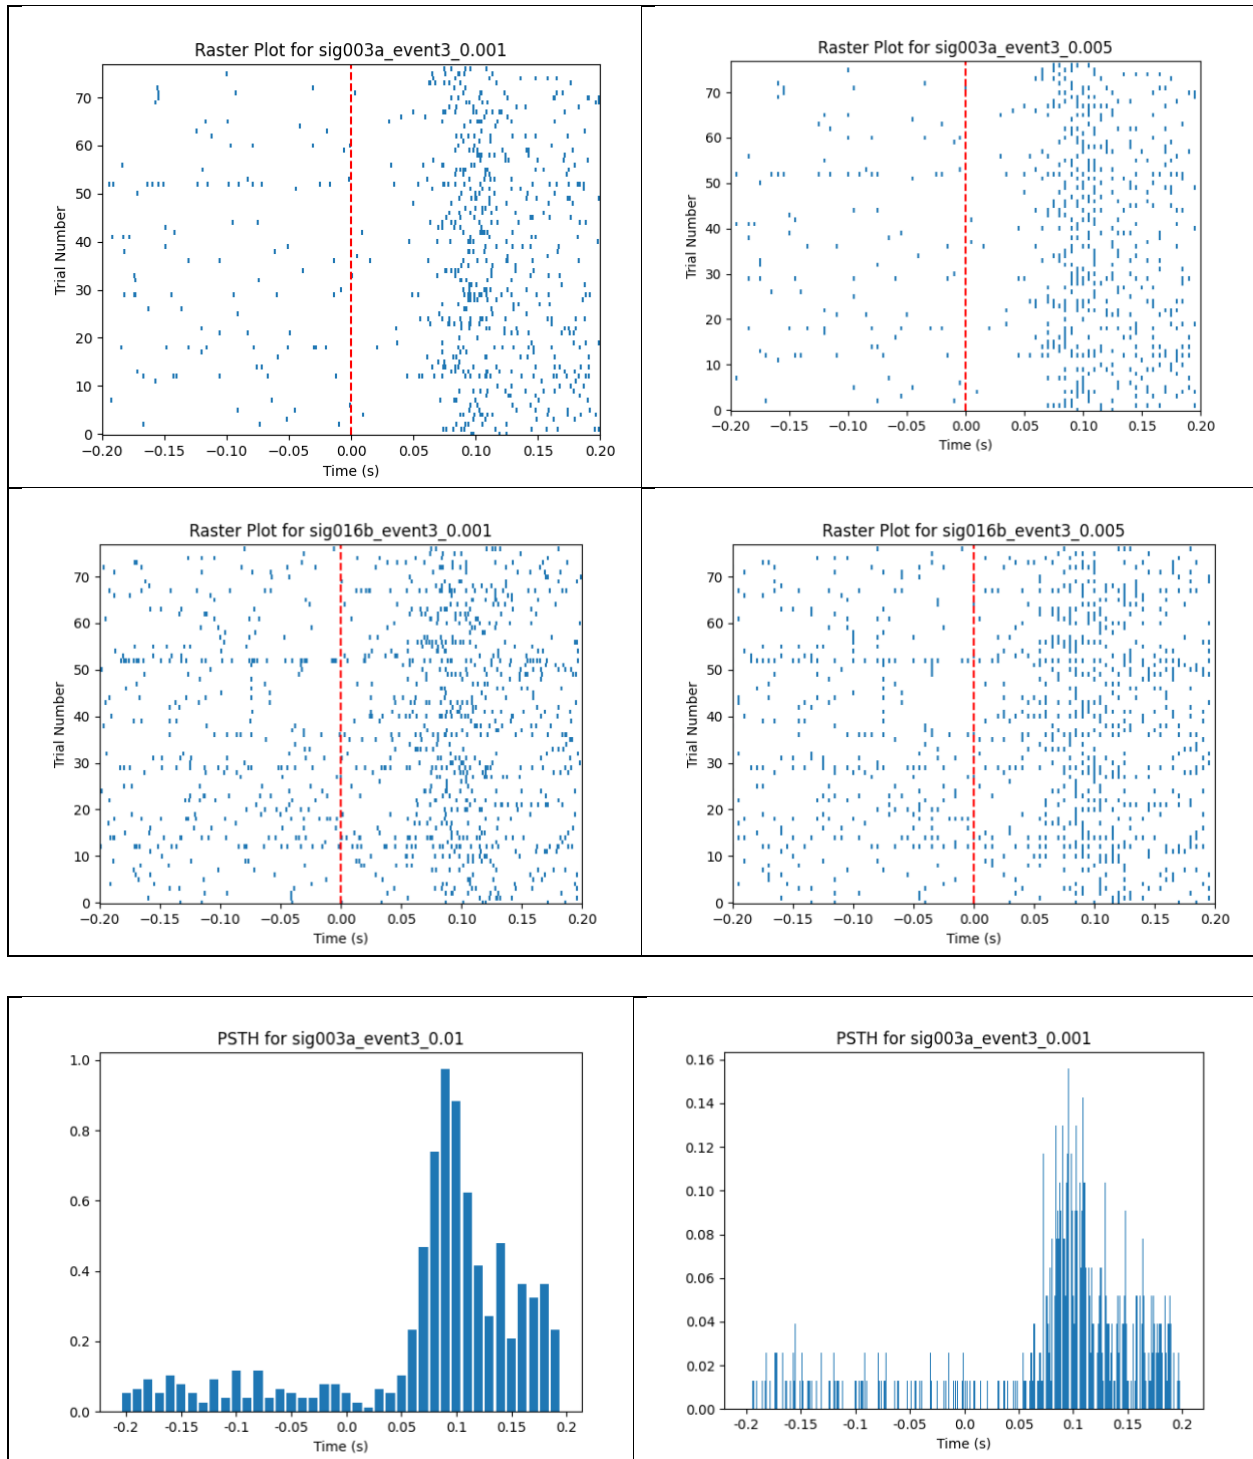 Raster Plot for sig003a_event3_0.001
Trial Number
70
60
50
40
30
20
10
0
−0.20 −0.15 −0.10 −0.05 0.00 0.05 0.10 0.15 0.20
Time (s)
Raster Plot for sig003a_event3_0.005
Trial Number
70
60
50
40
30
20
10
0
−0.20 −0.15 −0.10 −0.05 0.00 0.05 0.10 0.15 0.20
Time (s)
Raster Plot for sig016b_event3_0.001
Trial Number
70
60
50
40
30
20
10
0
−0.20 −0.15 −0.10 −0.05 0.00 0.05 0.10 0.15 0.20
Time (s)
Raster Plot for sig016b_event3_0.005
Trial Number
70
60
50
40
30
20
10
0
−0.20 −0.15 −0.10 −0.05 0.00 0.05 0.10 0.15 0.20
Time (s)
PSTH for sig003a_event3_0.01
1.0
0.8
0.6
0.4
0.2
0.0
-0.2 -0.15 -0.1 -0.05 0.0 0.05 0.1 0.15 0.2
Time (s)
PSTH for sig003a_event3_0.001
0.16
0.14
0.12
0.10
0.08
0.06
0.04
0.02
0.00
-0.2 -0.15 -0.1 -0.05 0.0 0.05 0.1 0.15 0.2
Time (s)